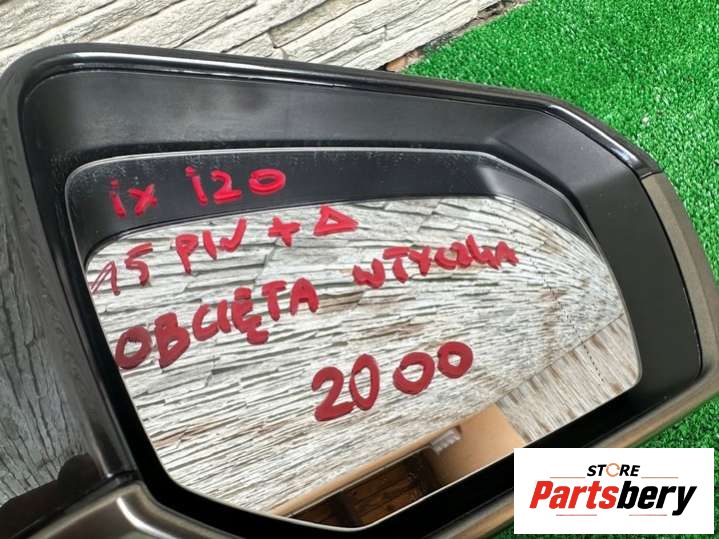 ix i20
15 PIN + Δ
OBCIĘTA WTYCZKA
2000
STORE
Partsbery